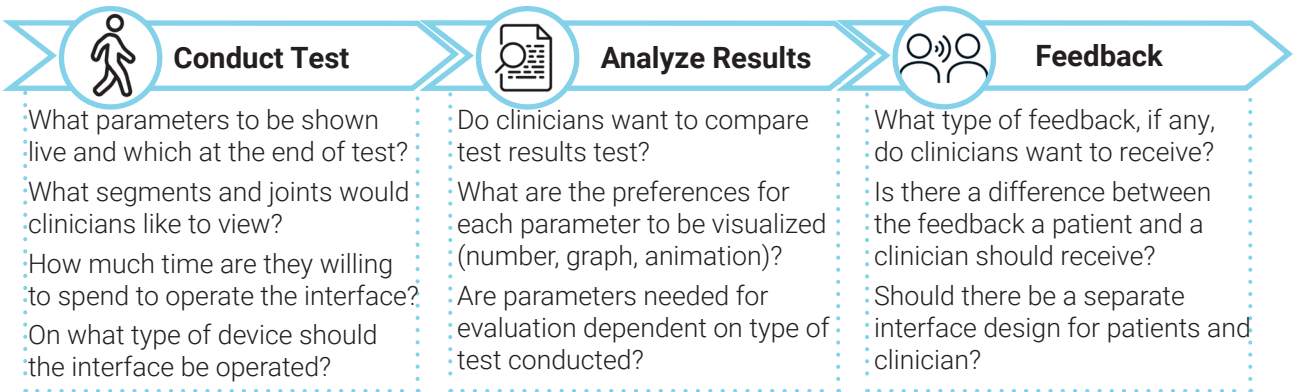 Conduct Test
What parameters to be shown
live and which at the end of test?
What segments and joints would
clinicians like to view?
How much time are they willing
to spend to operate the interface?
On what type of device should
the interface be operated?
Analyze Results
Do clinicians want to compare
test results test?
What are the preferences for
each parameter to be visualized
(number, graph, animation)?
Are parameters needed for
evaluation dependent on type of
test conducted?
Feedback
What type of feedback, if any,
do clinicians want to receive?
Is there a difference between
the feedback a patient and a
clinician should receive?
Should there be a separate
interface design for patients and
clinician?